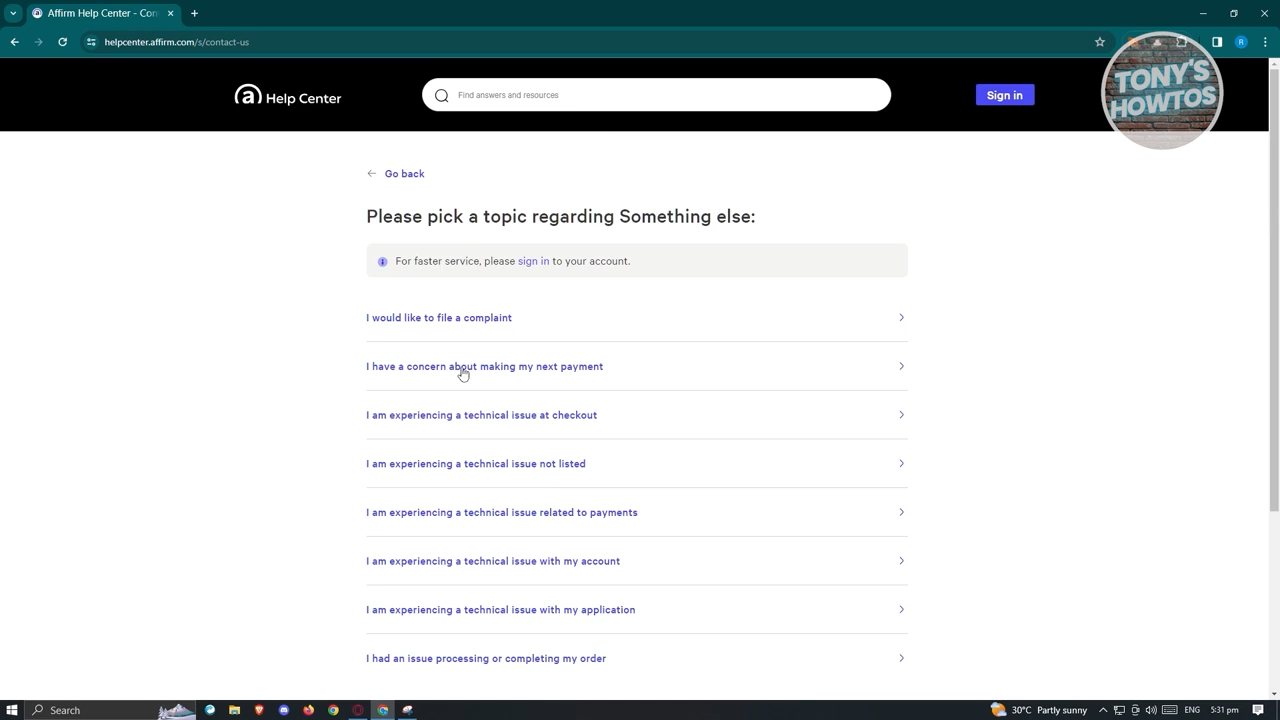 Affirm Help Center - Con
helpcenter.affirm.com/s/contact-us
R
TONY'S
HOWTOS
a Help Center
Find answers and resources
Sign in
Go back
Please pick a topic regarding Something else:
For faster service, please sign in to your account.
I would like to file a complaint
I have a concern about making my next payment
I am experiencing a technical issue at checkout
I am experiencing a technical issue not listed
I am experiencing a technical issue related to payments
I am experiencing a technical issue with my account
I am experiencing a technical issue with my application
I had an issue processing or completing my order
Search
30°C Partly sunny
ENG
5:31 pm